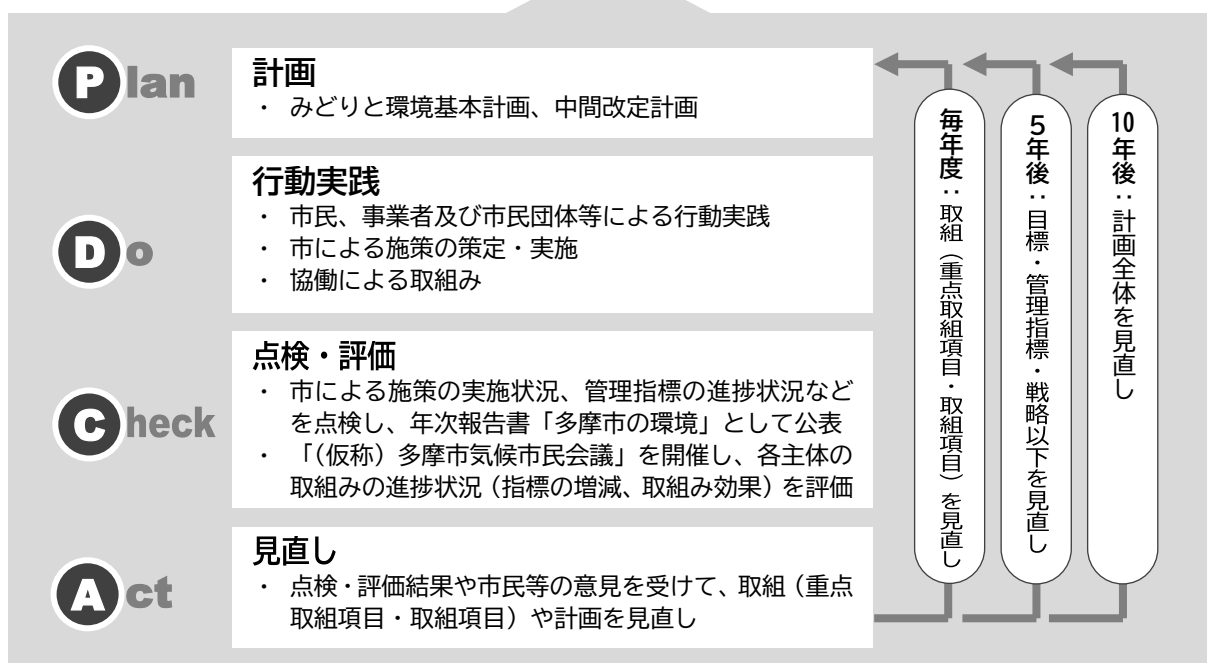 Plan
計画
・ みどりと環境基本計画、中間改定計画
Do
行動実践
・ 市民、事業者及び市民団体等による行動実践
・ 市による施策の策定・実施
・ 協働による取組み
Check
点検・評価
・ 市による施策の実施状況、管理指標の進捗状況など
を点検し、年次報告書「多摩市の環境」として公表
・ 「(仮称) 多摩市気候市民会議」を開催し、各主体の
取組みの進捗状況（指標の増減、取組み効果）を評価
Act
見直し
・ 点検・評価結果や市民等の意見を受けて、取組（重点
取組項目・取組項目）や計画を見直し
毎年度：取組（重点取組項目・取組項目）を見直し
５年後：目標・管理指標・戦略以下を見直し
10年後：計画全体を見直し